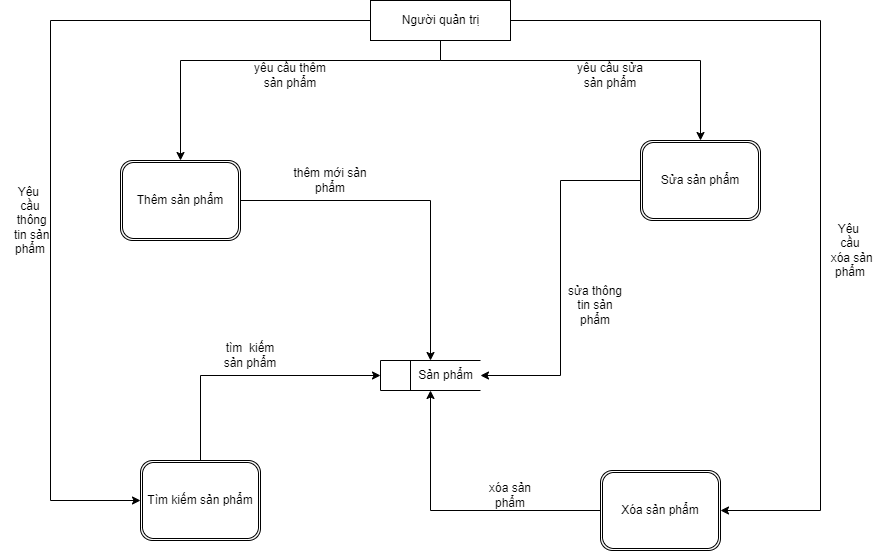 Người quản trị
yêu cầu thêm
sản phẩm
yêu cầu sửa
sản phẩm
Thêm sản phẩm
thêm mới sản
phẩm
Sửa sản phẩm
Yêu
cầu
thông
tin sản
phẩm
Yêu
cầu
xóa sản
phẩm
sửa thông
tin sản
phẩm
tìm kiếm
sản phẩm
Sản phẩm
Tìm kiếm sản phẩm
xóa sản
phẩm
Xóa sản phẩm